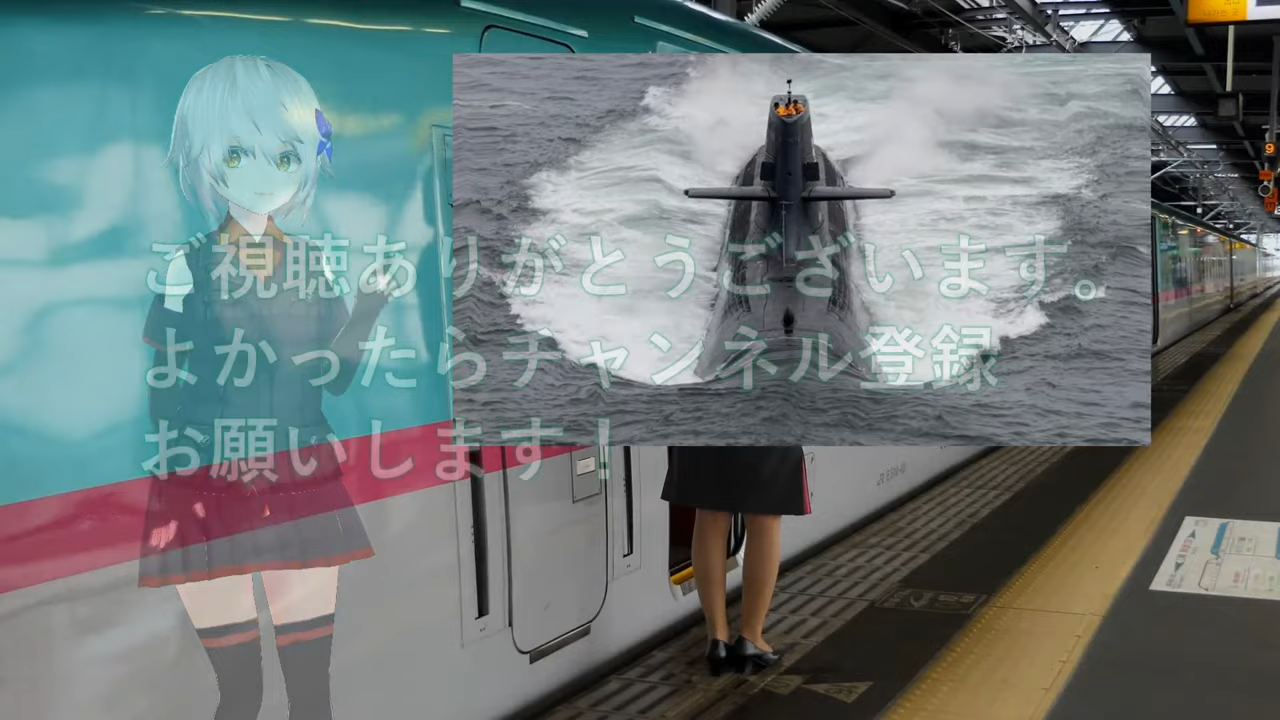 ご視聴ありがとうございます。
よかったらチャンネル登録
お願いします！
9